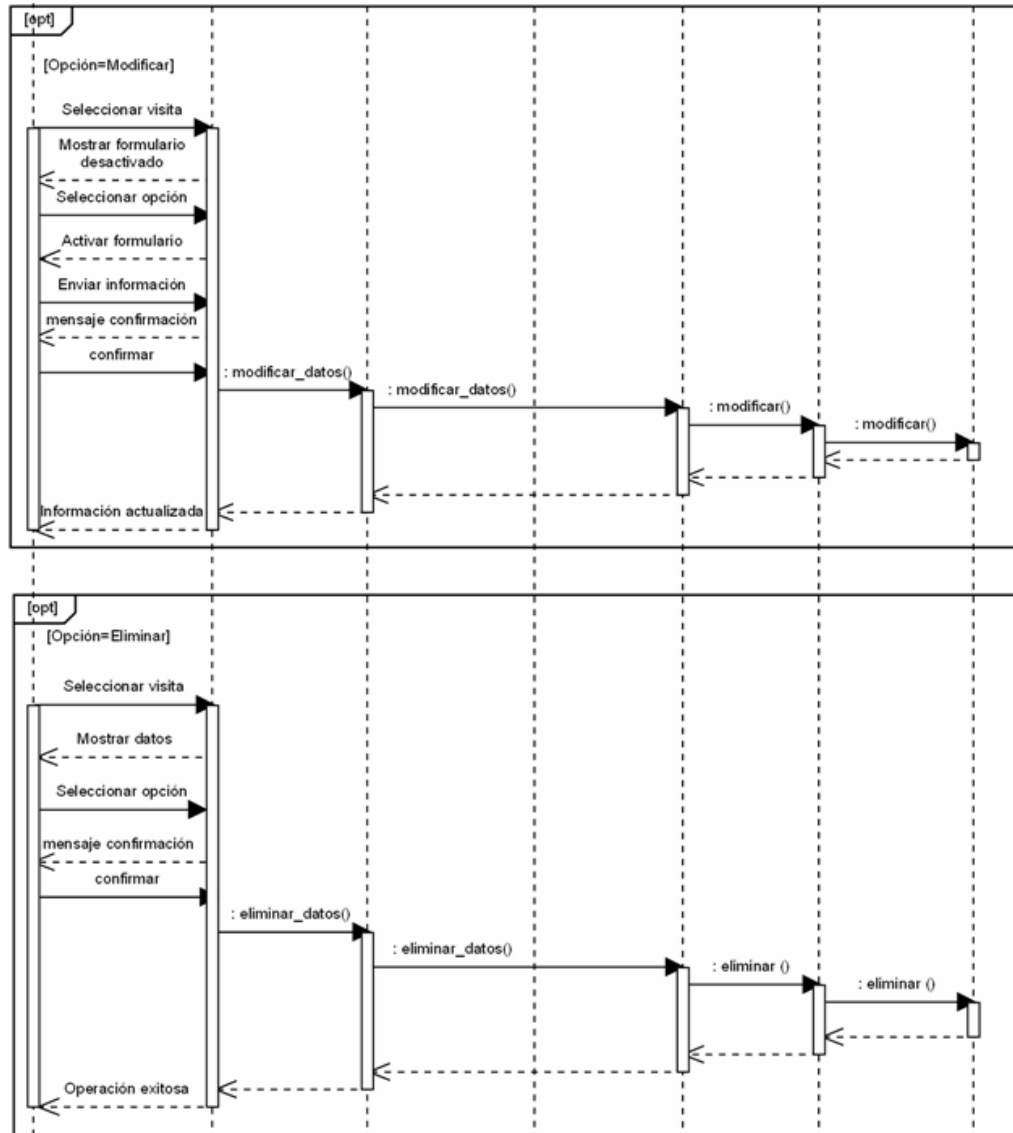 [opt]
[Opción=Modificar]
Seleccionar visita
Mostrar formulario
desactivado
Seleccionar opción
Activar formulario
Enviar información
mensaje confirmación
confirmar
: modificar_datos()
: modificar_datos()
: modificar()
: modificar()
Información actualizada
[opt]
[Opción=Eliminar]
Seleccionar visita
Mostrar datos
Seleccionar opción
mensaje confirmación
confirmar
: eliminar_datos()
: eliminar_datos()
: eliminar ()
: eliminar ()
Operación exitosa